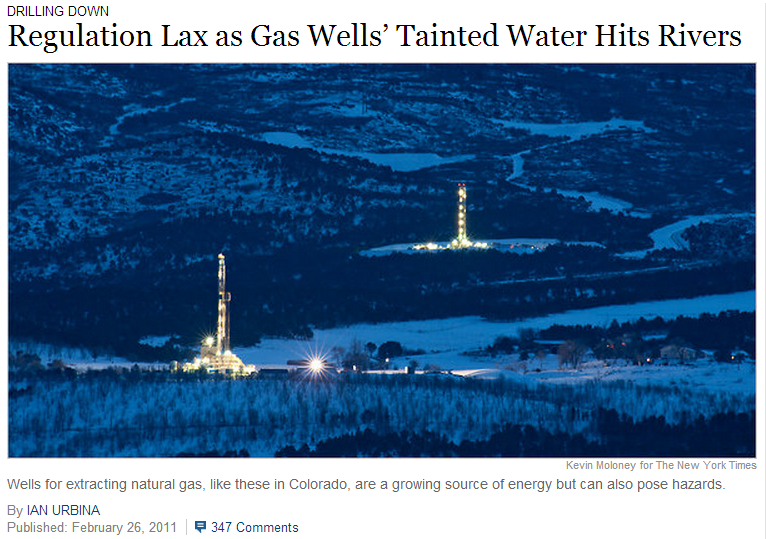 DRILLING DOWN
Regulation Lax as Gas Wells’ Tainted Water Hits Rivers
Kevin Moloney for The New York Times
Wells for extracting natural gas, like these in Colorado, are a growing source of energy but can also pose hazards.
By IAN URBINA
Published: February 26, 2011 347 Comments